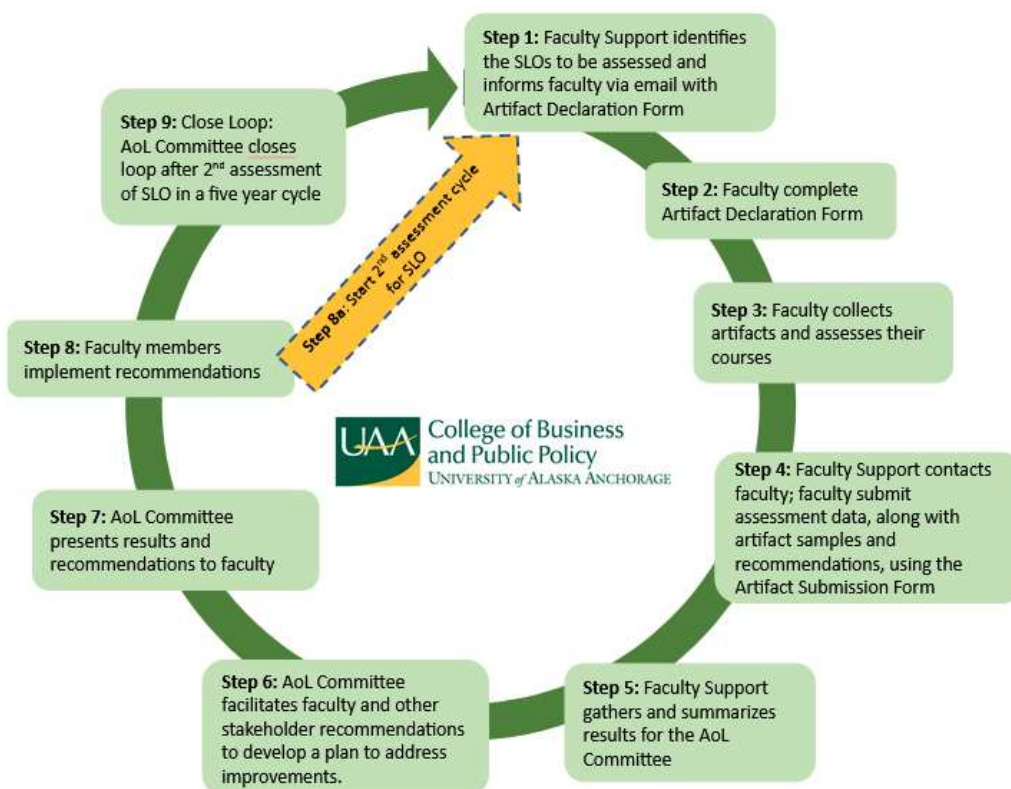 Step 1: Faculty Support identifies
the SLOs to be assessed and
informs faculty via email with
Artifact Declaration Form
Step 2: Faculty complete
Artifact Declaration Form
Step 3: Faculty collects
artifacts and assesses their
courses
Step 4: Faculty Support contacts
faculty; faculty submit
assessment data, along with
artifact samples and
recommendations, using the
Artifact Submission Form
Step 5: Faculty Support
gathers and summarizes
results for the AoL
Committee
Step 6: AoL Committee
facilitates faculty and other
stakeholder recommendations
to develop a plan to address
improvements.
Step 7: AoL Committee
presents results and
recommendations to faculty
Step 8: Faculty members
implement recommendations
Step 8a: Start 2nd assessment cycle
for SLO
Step 9: Close Loop:
AoL Committee closes
loop after 2nd assessment
of SLO in a five year cycle
UAA
College of Business
and Public Policy
UNIVERSITY of ALASKA ANCHORAGE